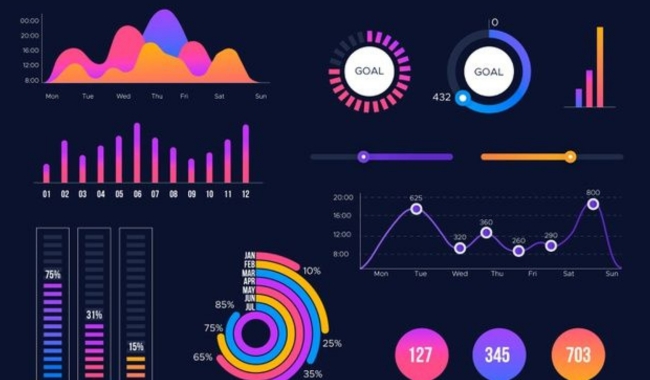 00:00
20:00
16:00
12:00
8:00
Mon Tue Wed Thu Fri Sat Sun
GOAL
0
GOAL
432
01 02 03 04 05 06 07 08 09 10 11 12
20:00
16:00
12:00
8:00
625
320
360
260
290
800
Mon Tue Wed Thu Fri Sat Sun
75%
31%
15%
JAN
FEB
MAR
APR
MAY
JUN
JUL
10%
25%
35%
65%
75%
85%
127
345
703